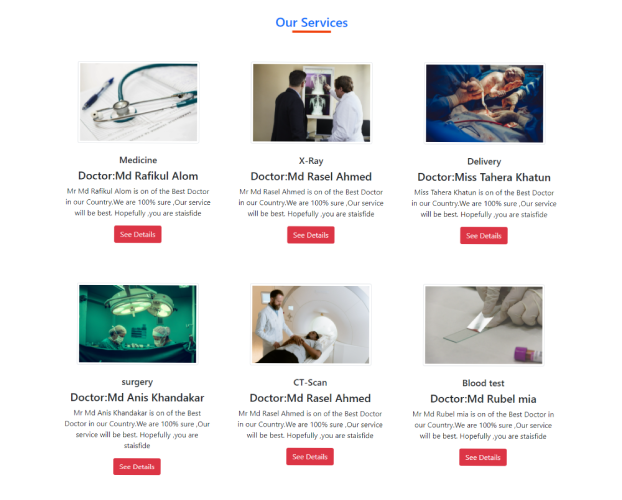 Our Services
Medicine
Doctor:Md Rafikul Alom
Mr Md Rafikul Alom is on of the Best Doctor
in our Country.We are 100% sure ,Our service
will be best. Hopefully ,you are staisfide
See Details
X-Ray
Doctor:Md Rasel Ahmed
Mr Md Rasel Ahmed is on of the Best Doctor
in our Country.We are 100% sure ,Our service
will be best. Hopefully ,you are staisfide
See Details
Delivery
Doctor:Miss Tahera Khatun
Miss Tahera Khatun is on of the Best Doctor
in our Country.We are 100% sure ,Our service
will be best. Hopefully ,you are staisfide
See Details
surgery
Doctor:Md Anis Khandakar
Mr Md Anis Khandakar is on of the Best
Doctor in our Country.We are 100% sure ,Our
service will be best. Hopefully ,you are
staisfide
See Details
CT-Scan
Doctor:Md Rasel Ahmed
Mr Md Rasel Ahmed is on of the Best Doctor
in our Country.We are 100% sure ,Our service
will be best. Hopefully ,you are staisfide
See Details
Blood test
Doctor:Md Rubel mia
Mr Md Rubel mia is on of the Best Doctor in
our Country.We are 100% sure ,Our service
will be best. Hopefully ,you are staisfide
See Details